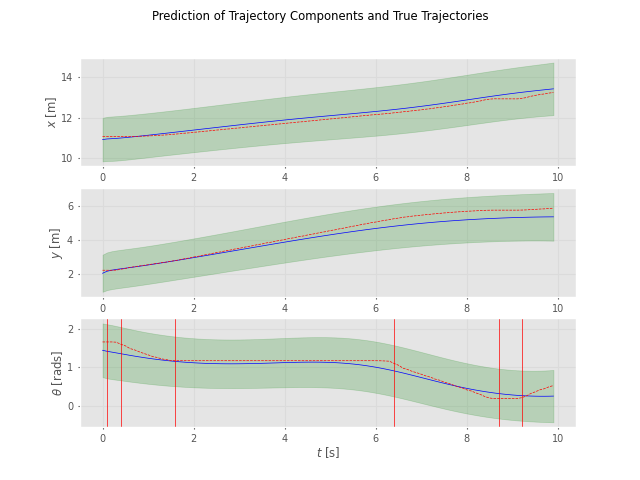 Prediction of Trajectory Components and True Trajectories
14
12
10
x [m]
0 2 4 6 8 10
6
4
2
y [m]
0 2 4 6 8 10
2
1
0
θ [rads]
0 2 4 6 8 10
t [s]